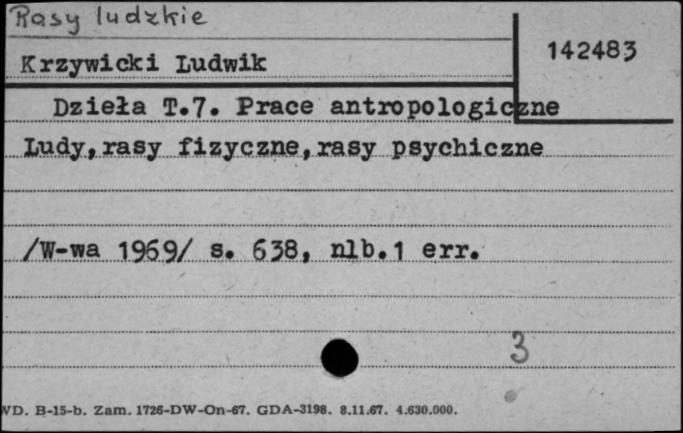 Rasy ludzkie
Krzywicki Ludwik
142483
Dzieła T.7. Prace antropologiczne
Ludy,rasy fizyczne,rasy psychiczne
/W-wa 1969/ s. 638, nlb.1 err.
3
WD. B-15-b. Zam. 1726-DW-On-67. GDA-3198. 8.11.67. 4.630.000.